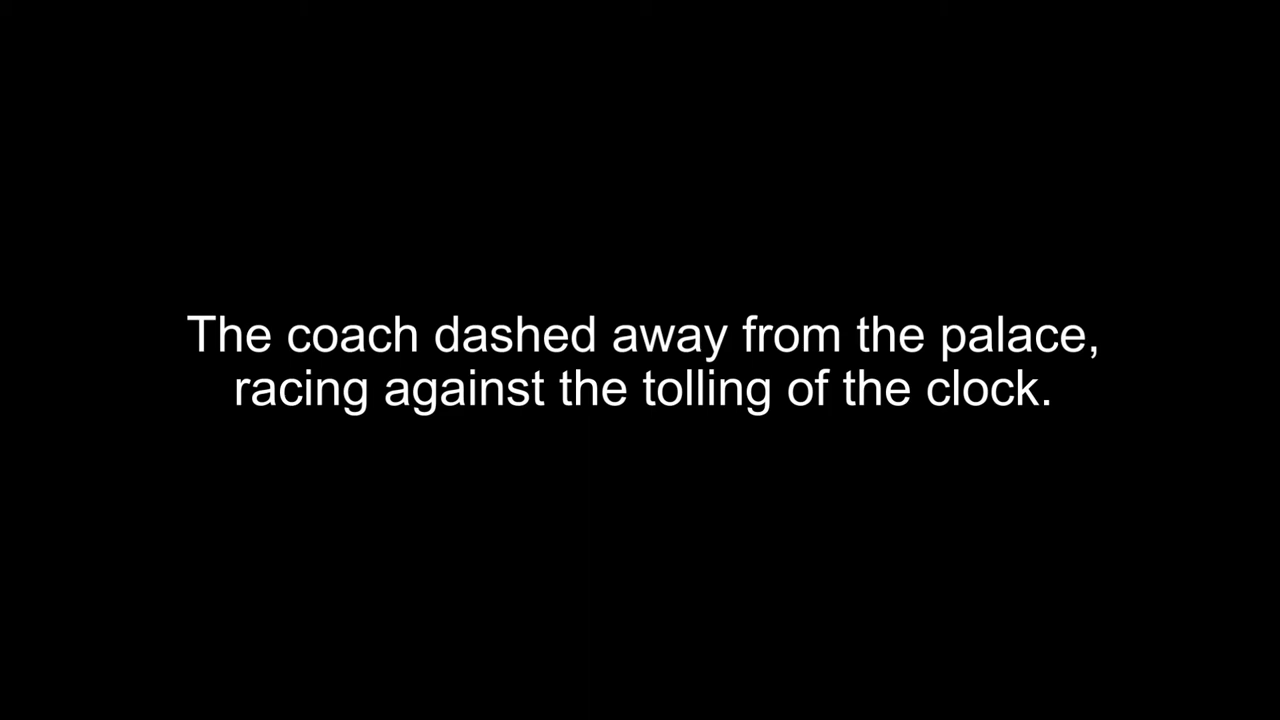 The coach dashed away from the palace,
racing against the tolling of the clock.